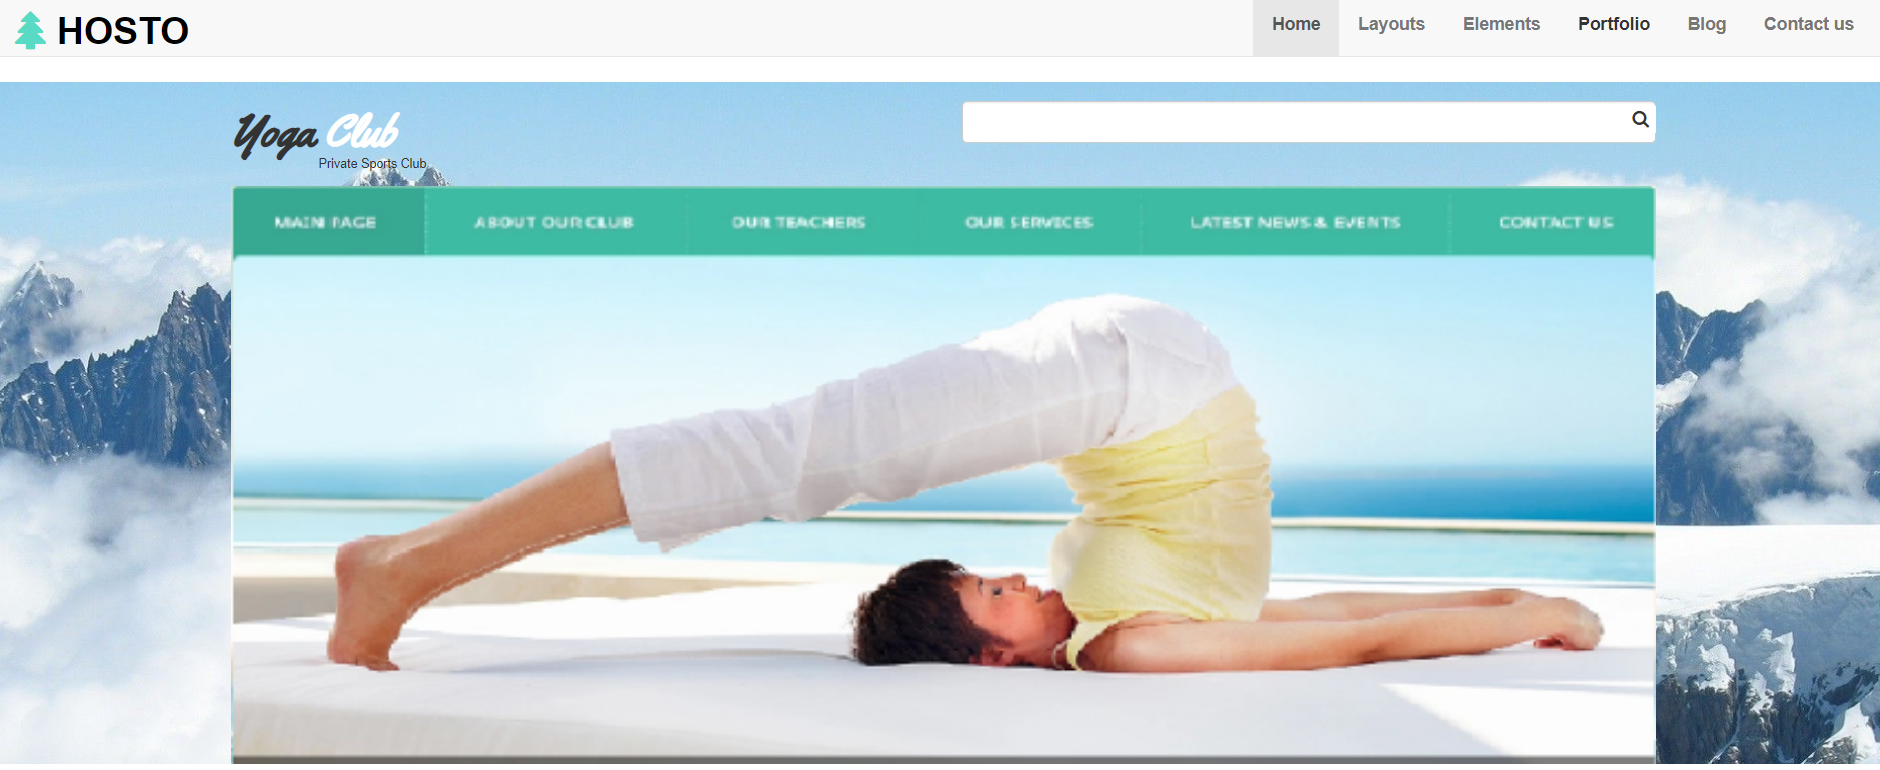 HOSTO
Home Layouts Elements Portfolio Blog Contact us
Yoga Club
Private Sports Club
MAIN PAGE ABOUT OUR CLUB OUR TEACHERS OUR SERVICES LATEST NEWS & EVENTS CONTACT US